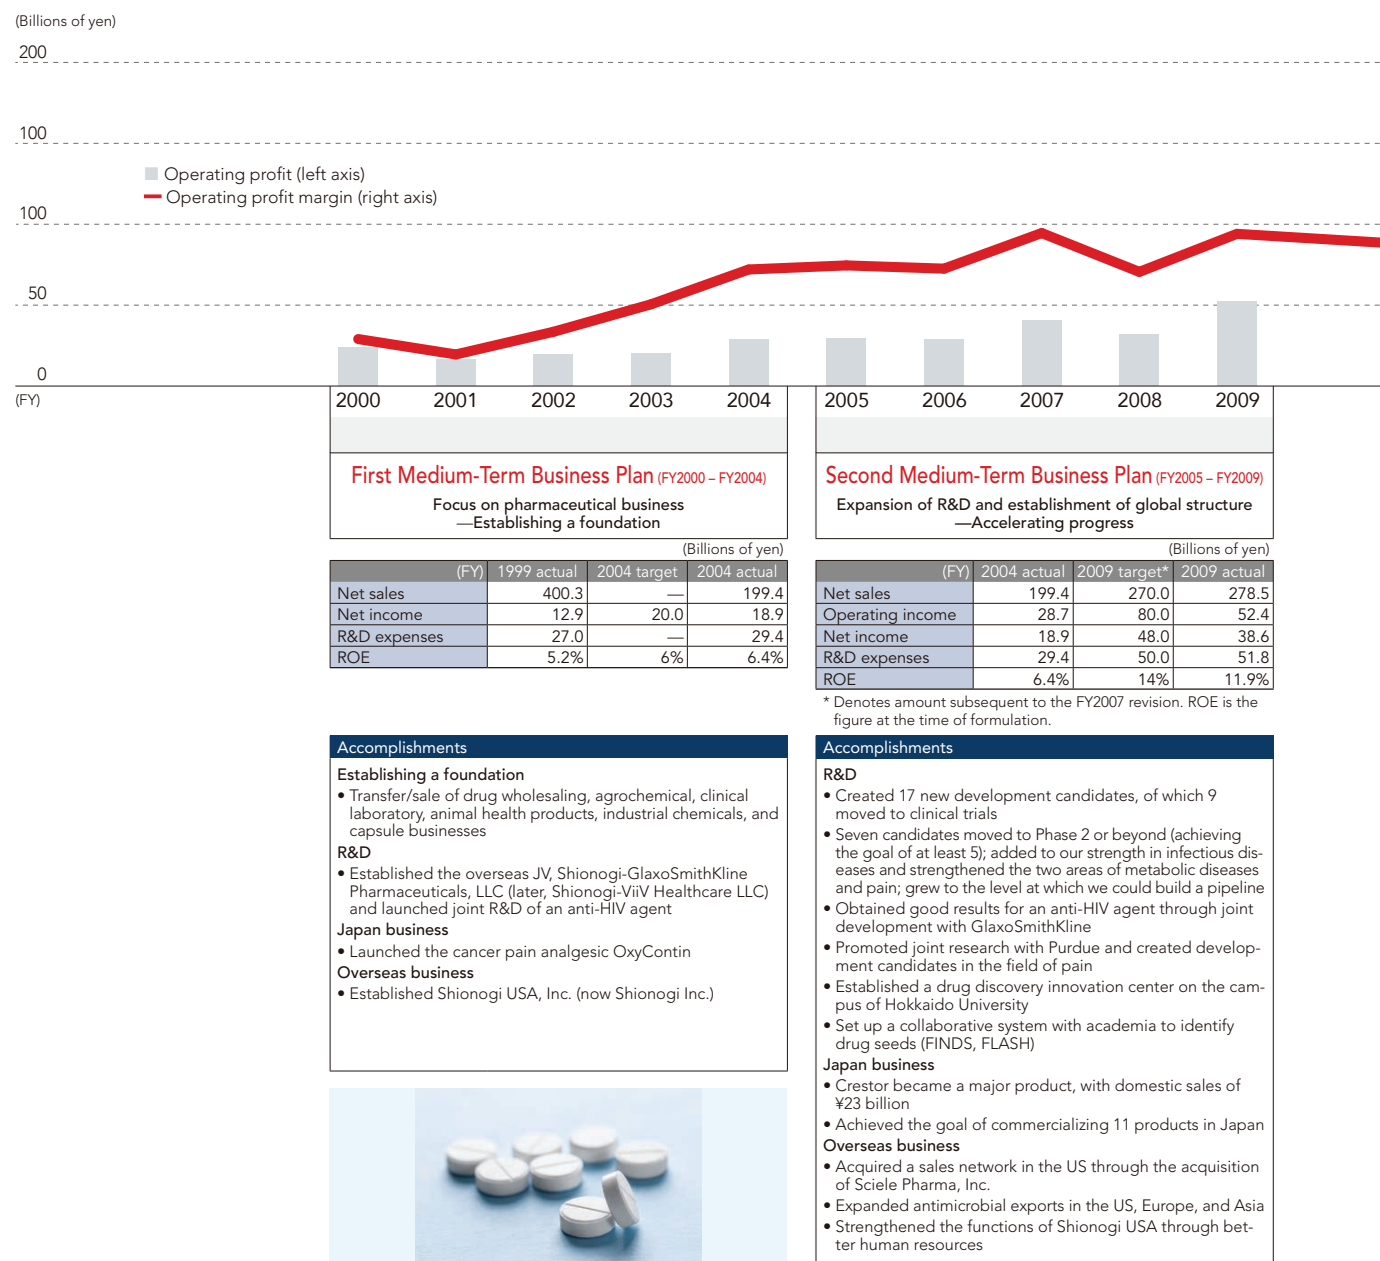 (Billions of yen)
200
100
Operating profit (left axis)
Operating profit margin (right axis)
100
50
0
(FY)
2000 2001 2002 2003 2004 2005 2006 2007 2008 2009
First Medium-Term Business Plan (FY2000 – FY2004)
Focus on pharmaceutical business
—Establishing a foundation
(Billions of yen)
(FY) 1999 actual 2004 target 2004 actual
Net sales 400.3 — 199.4
Net income 12.9 20.0 18.9
R&D expenses 27.0 — 29.4
ROE 5.2% 6% 6.4%
Accomplishments
Establishing a foundation
• Transfer/sale of drug wholesaling, agrochemical, clinical
laboratory, animal health products, industrial chemicals, and
capsule businesses
R&D
• Established the overseas JV, Shionogi-GlaxoSmithKline
Pharmaceuticals, LLC (later, Shionogi-ViiV Healthcare LLC)
and launched joint R&D of an anti-HIV agent
Japan business
• Launched the cancer pain analgesic OxyContin
Overseas business
• Established Shionogi USA, Inc. (now Shionogi Inc.)
Second Medium-Term Business Plan (FY2005 – FY2009)
Expansion of R&D and establishment of global structure
—Accelerating progress
(Billions of yen)
(FY) 2004 actual 2009 target* 2009 actual
Net sales 199.4 270.0 278.5
Operating income 28.7 80.0 52.4
Net income 18.9 48.0 38.6
R&D expenses 29.4 50.0 51.8
ROE 6.4% 14% 11.9%
* Denotes amount subsequent to the FY2007 revision. ROE is the
figure at the time of formulation.
Accomplishments
R&D
• Created 17 new development candidates, of which 9
moved to clinical trials
• Seven candidates moved to Phase 2 or beyond (achieving
the goal of at least 5); added to our strength in infectious dis-
eases and strengthened the two areas of metabolic diseases
and pain; grew to the level at which we could build a pipeline
• Obtained good results for an anti-HIV agent through joint
development with GlaxoSmithKline
• Promoted joint research with Purdue and created develop-
ment candidates in the field of pain
• Established a drug discovery innovation center on the cam-
pus of Hokkaido University
• Set up a collaborative system with academia to identify
drug seeds (FINDS, FLASH)
Japan business
• Crestor became a major product, with domestic sales of
¥23 billion
• Achieved the goal of commercializing 11 products in Japan
Overseas business
• Acquired a sales network in the US through the acquisition
of Sciele Pharma, Inc.
• Expanded antimicrobial exports in the US, Europe, and Asia
• Strengthened the functions of Shionogi USA through bet-
ter human resources